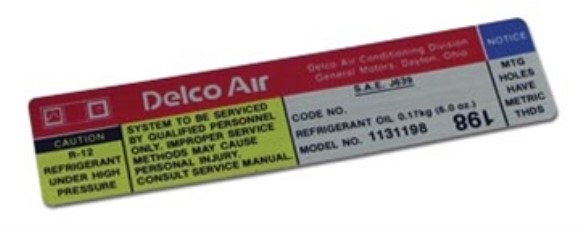 Delco Air
Delco Air Conditioning Division
General Motors, Dayton, Ohio
NOTICE
CAUTION
R-12
REFRIGERANT
UNDER HIGH
PRESSURE
SYSTEM TO BE SERVICED
BY QUALIFIED PERSONNEL
ONLY. IMPROPER SERVICE
METHODS MAY CAUSE
PERSONAL INJURY.
CONSULT SERVICE MANUAL.
S.A.E. J639
CODE NO.
REFRIGERANT OIL 0.17kg (6.0 oz.)
MODEL NO. 1131198
198
MTG
HOLES
HAVE
METRIC
THDS